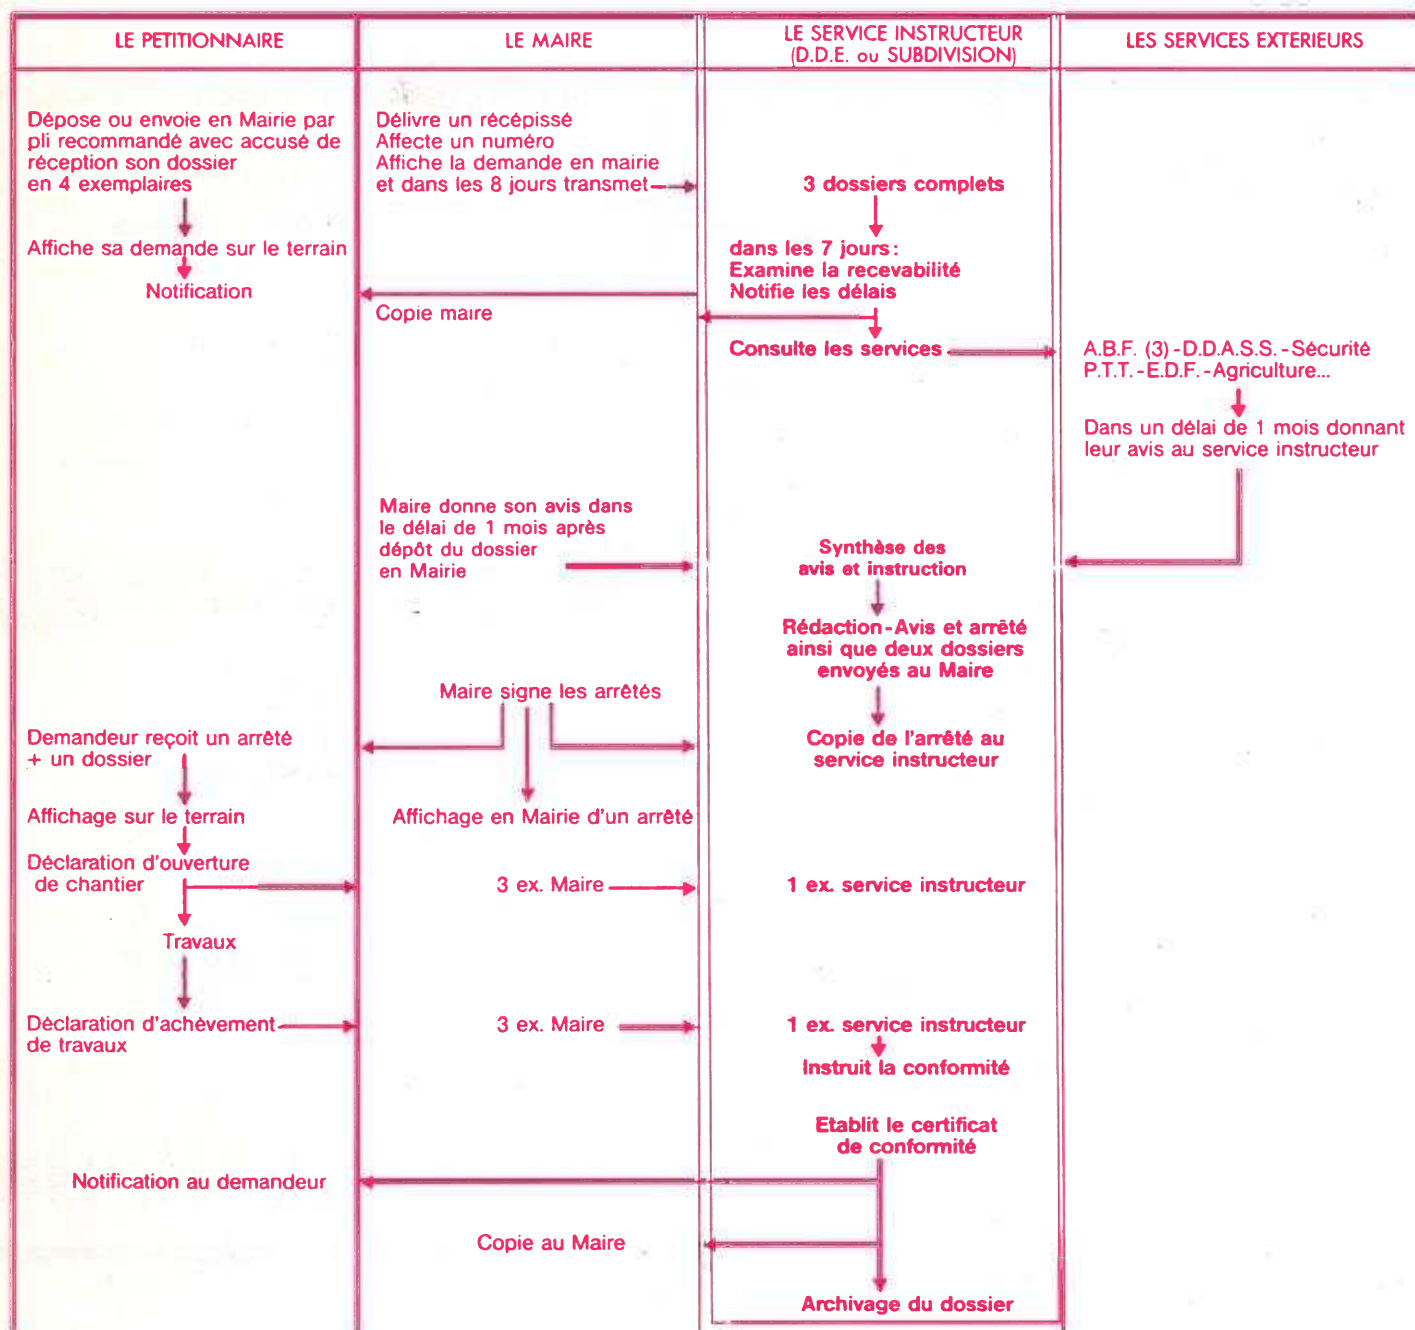 LE PETITIONNAIRE
LE MAIRE
LE SERVICE INSTRUCTEUR
(D.D.E. ou SUBDIVISION)
LES SERVICES EXTERIEURS
Dépose ou envoie en Mairie par
pli recommandé avec accusé de
réception son dossier
en 4 exemplaires
Délivre un récépissé
Affecte un numéro
Affiche la demande en mairie
et dans les 8 jours transmet
3 dossiers complets
Affiche sa demande sur le terrain
dans les 7 jours :
Examine la recevabilité
Notifie les délais
Notification
Copie maire
Consulte les services
A.B.F. (3) - D.D.A.S.S. - Sécurité
P.T.T. - E.D.F. - Agriculture...
Dans un délai de 1 mois donnant
leur avis au service instructeur
Maire donne son avis dans
le délai de 1 mois après
dépôt du dossier
en Mairie
Synthèse des
avis et instruction
Rédaction - Avis et arrêté
ainsi que deux dossiers
envoyés au Maire
Maire signe les arrêtés
Demandeur reçoit un arrêté
+ un dossier
Copie de l'arrêté au
service instructeur
Affichage sur le terrain
Affichage en Mairie d'un arrêté
Déclaration d'ouverture
de chantier
3 ex. Maire
1 ex. service instructeur
Travaux
Déclaration d'achèvement
de travaux
3 ex. Maire
1 ex. service instructeur
Instruit la conformité
Etablit le certificat
de conformité
Notification au demandeur
Copie au Maire
Archivage du dossier